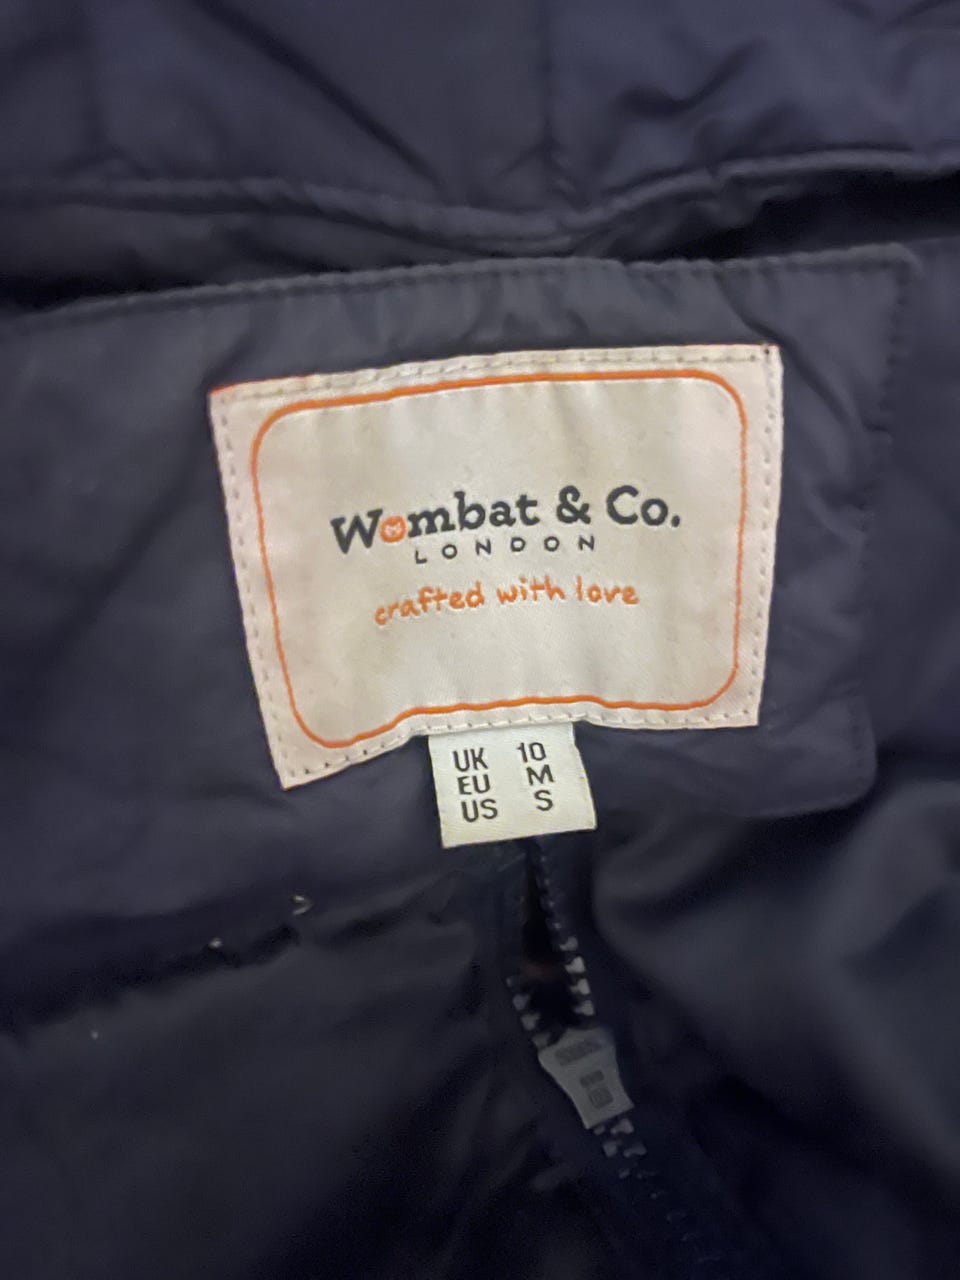 Wombat & Co.
LONDON
crafted with love
UK 10
EU M
US S